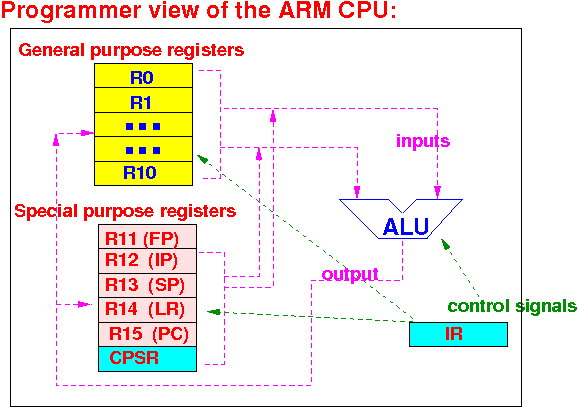 Programmer view of the ARM CPU:
General purpose registers
R0
R1
...
...
R10
inputs
Special purpose registers
ALU
R11 (FP)
R12 (IP)
R13 (SP)
R14 (LR)
R15 (PC)
CPSR
output
control signals
IR